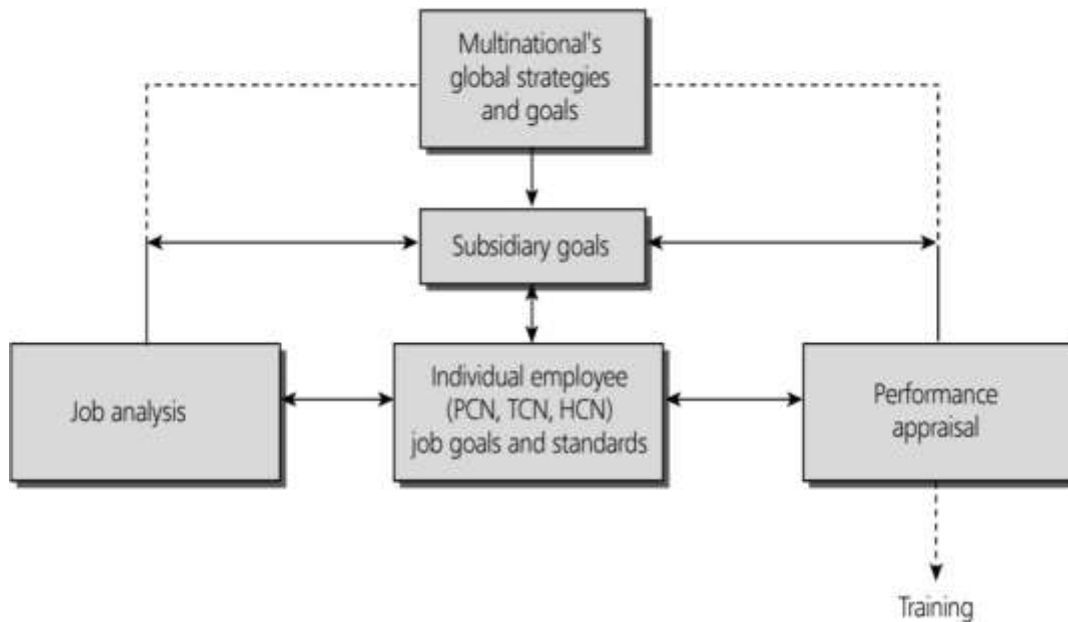 Multinational's
global strategies
and goals
Subsidiary goals
Job analysis
Individual employee
(PCN, TCN, HCN)
job goals and standards
Performance
appraisal
Training